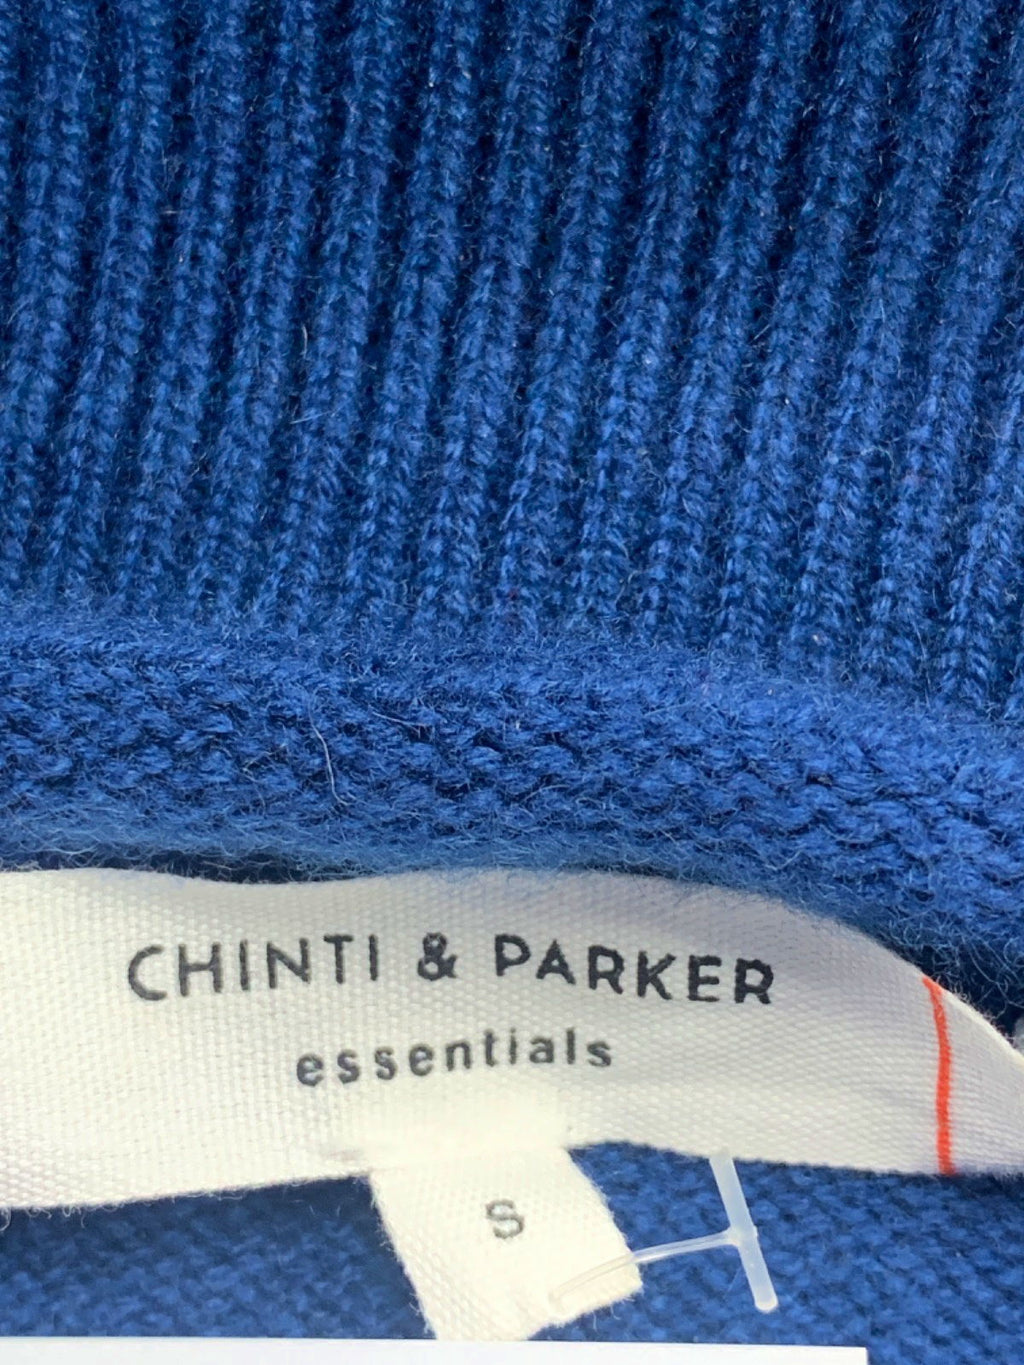 CHINTI & PARKER
essentials
S